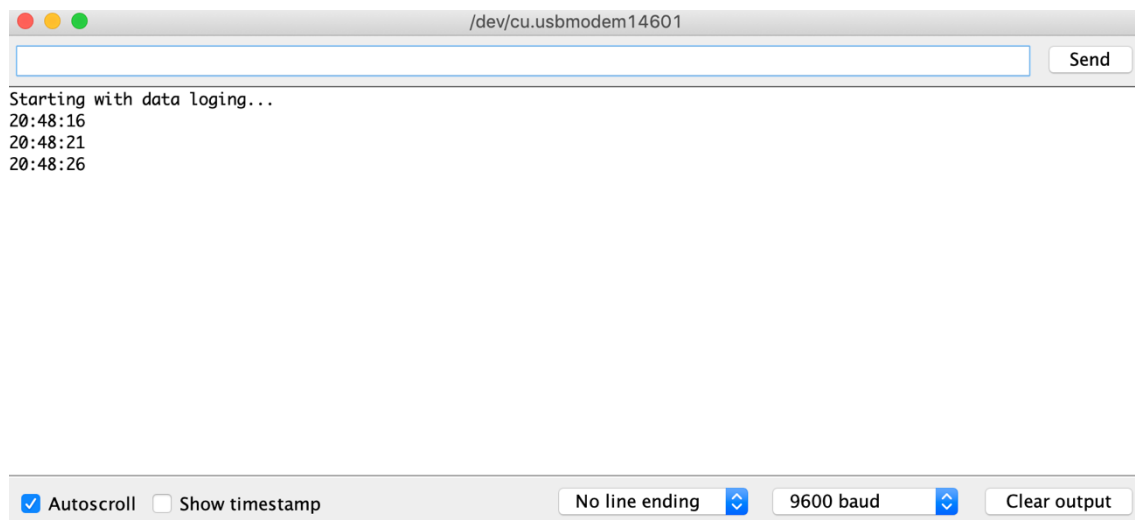 /dev/cu.usbmodem14601
Send
Starting with data loging...
20:48:16
20:48:21
20:48:26
Autoscroll Show timestamp No line ending 9600 baud Clear output